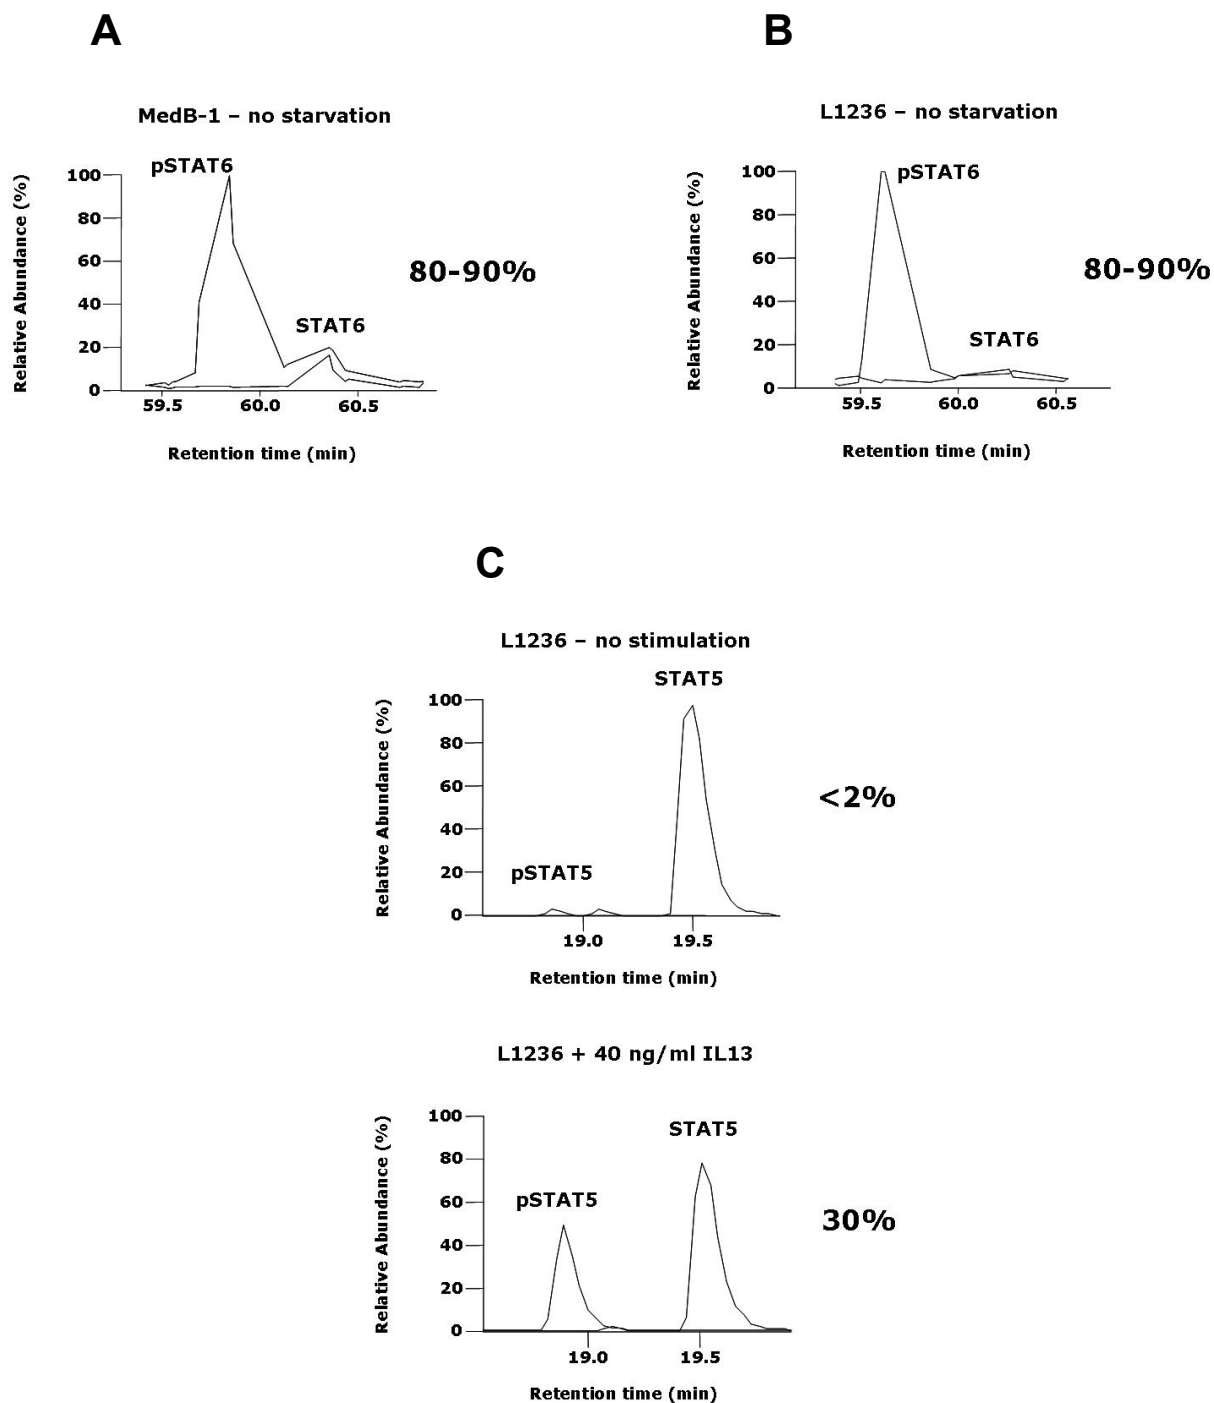 A
MedB-1 – no starvation
pSTAT6
Relative Abundance (%)
100
80
60
40
20
0
STAT6
80-90%
59.5 60.0 60.5
Retention time (min)
B
L1236 – no starvation
pSTAT6
Relative Abundance (%)
100
80
60
40
20
0
STAT6
80-90%
59.5 60.0 60.5
Retention time (min)
C
L1236 – no stimulation
STAT5
Relative Abundance (%)
100
80
60
40
20
0
pSTAT5
<2%
19.0 19.5
Retention time (min)
L1236 + 40 ng/ml IL13
STAT5
Relative Abundance (%)
100
80
60
40
20
0
pSTAT5
30%
19.0 19.5
Retention time (min)